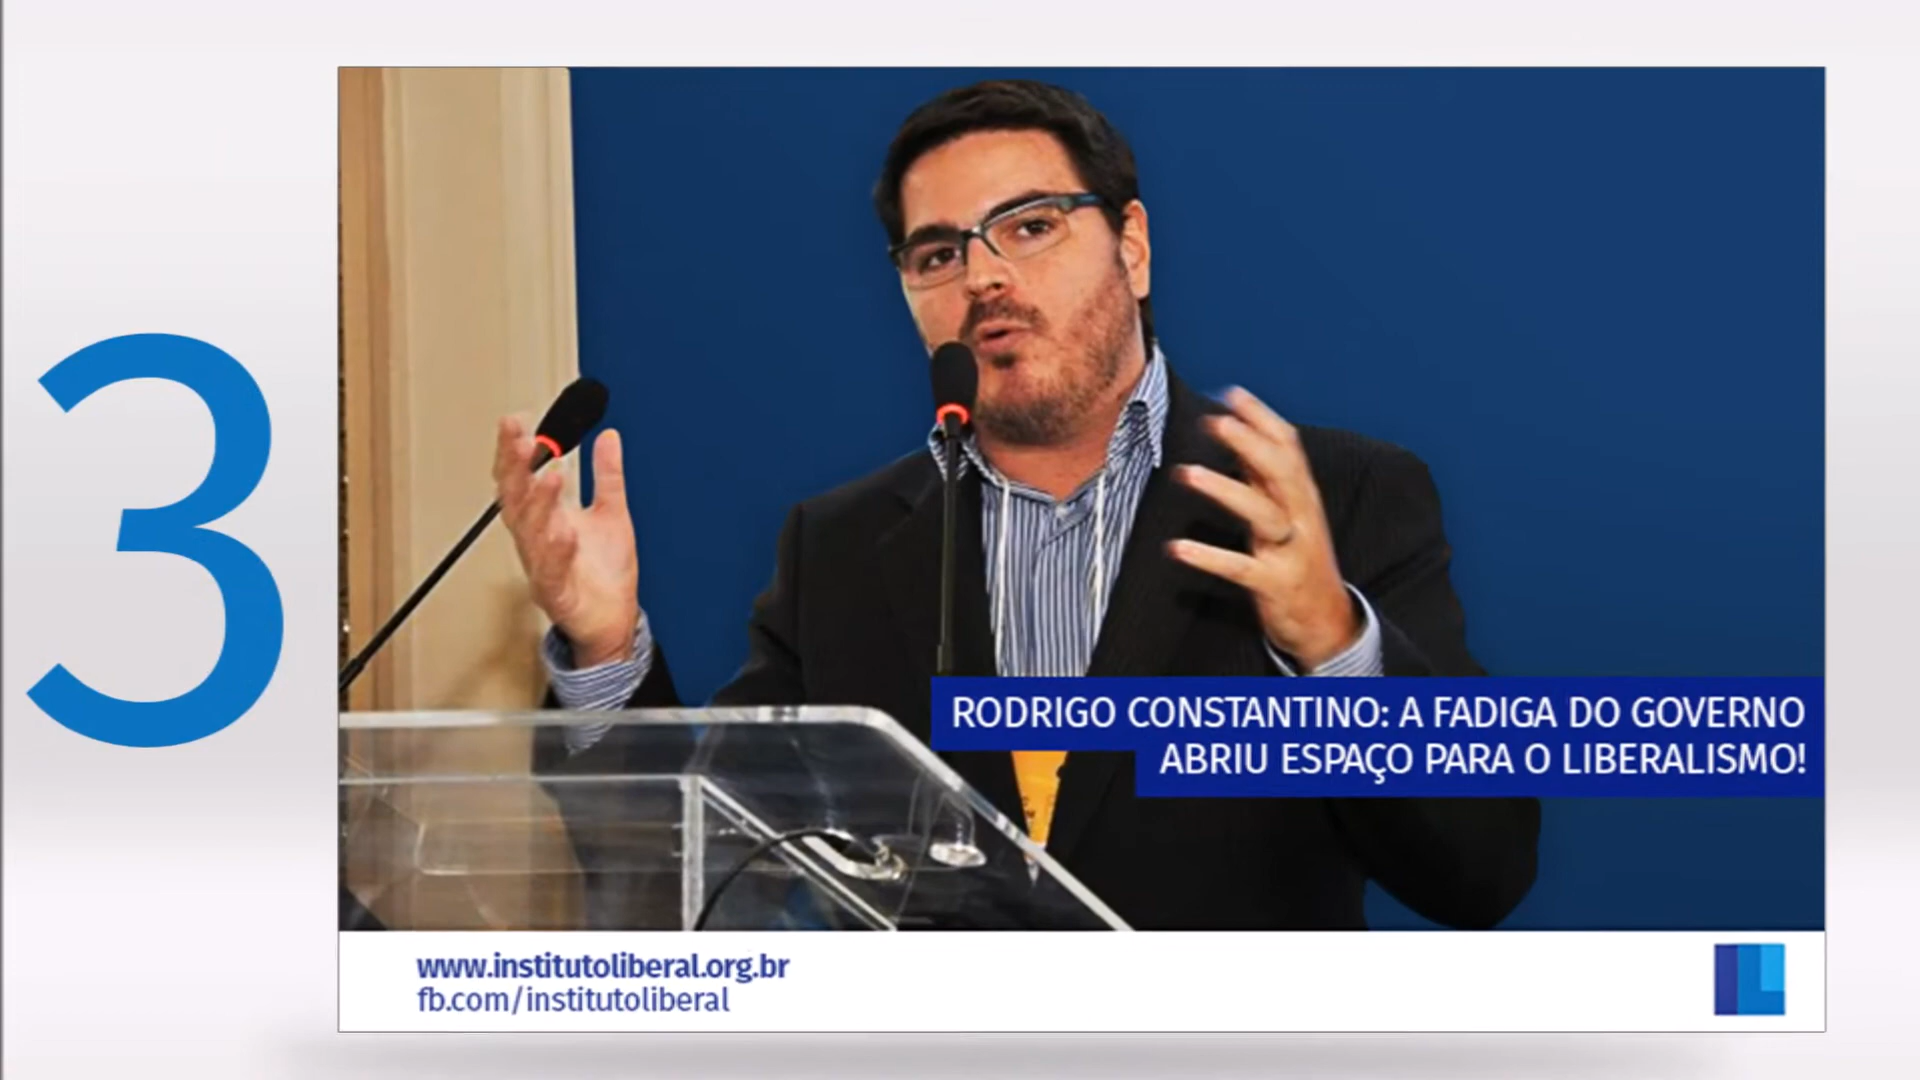 3
RODRIGO CONSTANTINO: A FADIGA DO GOVERNO
ABRIU ESPAÇO PARA O LIBERALISMO!
www.institutoliberal.org.br
fb.com/institutoliberal